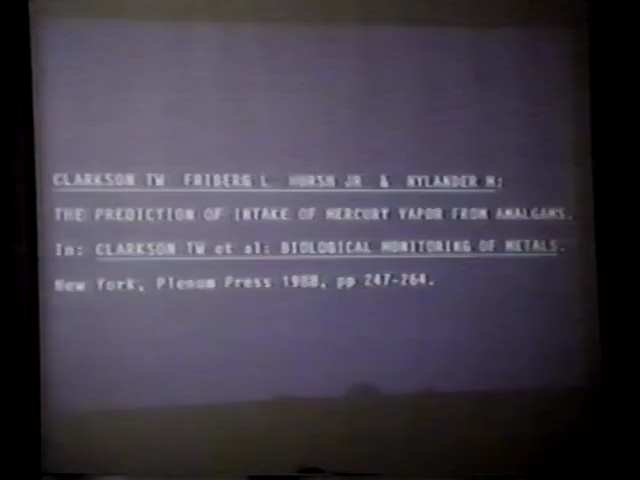 CLARKSON TW FRIBERG L HURSH JR & NYLANDER M:
THE PREDICTION OF INTAKE OF MERCURY VAPOR FROM AMALGAMS.
In: CLARKSON TW et al: BIOLOGICAL MONITORING OF METALS.
New York, Plenum Press 1988, pp 247-264.